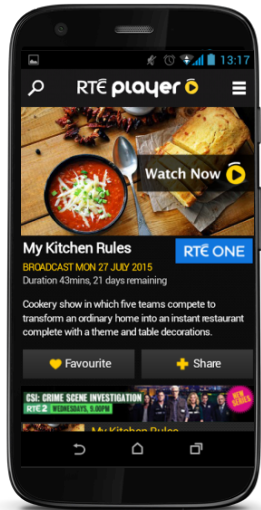 13:17
RTÉ player
Watch Now
My Kitchen Rules
RTÉ ONE
BROADCAST MON 27 JULY 2015
Duration 43mins, 21 days remaining
Cookery show in which five teams compete to
transform an ordinary home into an instant restaurant
complete with a theme and table decorations.
Favourite
Share
CSI: CRIME SCENE INVESTIGATION
RTÉ2 WEDNESDAYS, 9.00PM
NEW SERIES
My Kitchen Rules